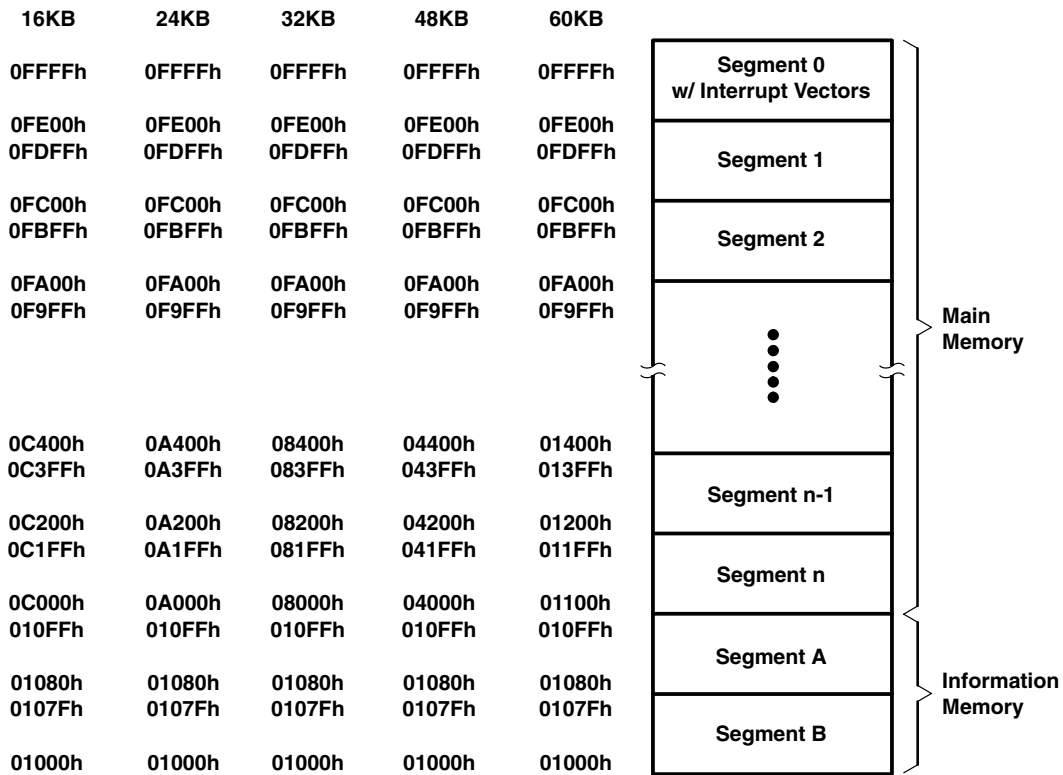 16KB 24KB 32KB 48KB 60KB
0FFFFh 0FFFFh 0FFFFh 0FFFFh 0FFFFh Segment 0
w/ Interrupt Vectors
0FE00h 0FE00h 0FE00h 0FE00h 0FE00h
0FDFFh 0FDFFh 0FDFFh 0FDFFh 0FDFFh
Segment 1
0FC00h 0FC00h 0FC00h 0FC00h 0FC00h
0FBFFh 0FBFFh 0FBFFh 0FBFFh 0FBFFh
Segment 2
0FA00h 0FA00h 0FA00h 0FA00h 0FA00h
0F9FFh 0F9FFh 0F9FFh 0F9FFh 0F9FFh
Main
Memory
0C400h 0A400h 08400h 04400h 01400h
0C3FFh 0A3FFh 083FFh 043FFh 013FFh
Segment n-1
0C200h 0A200h 08200h 04200h 01200h
0C1FFh 0A1FFh 081FFh 041FFh 011FFh
Segment n
0C000h 0A000h 08000h 04000h 01100h
010FFh 010FFh 010FFh 010FFh 010FFh
Segment A
01080h 01080h 01080h 01080h 01080h
0107Fh 0107Fh 0107Fh 0107Fh 0107Fh
Information
Memory
Segment B
01000h 01000h 01000h 01000h 01000h